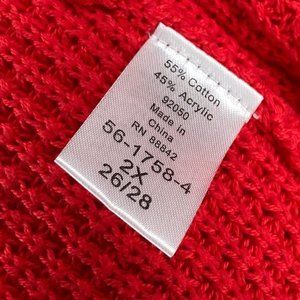 55% Cotton
45% Acrylic
92050
Made in
China
RN 88842
56-1758-4
2X
26/28